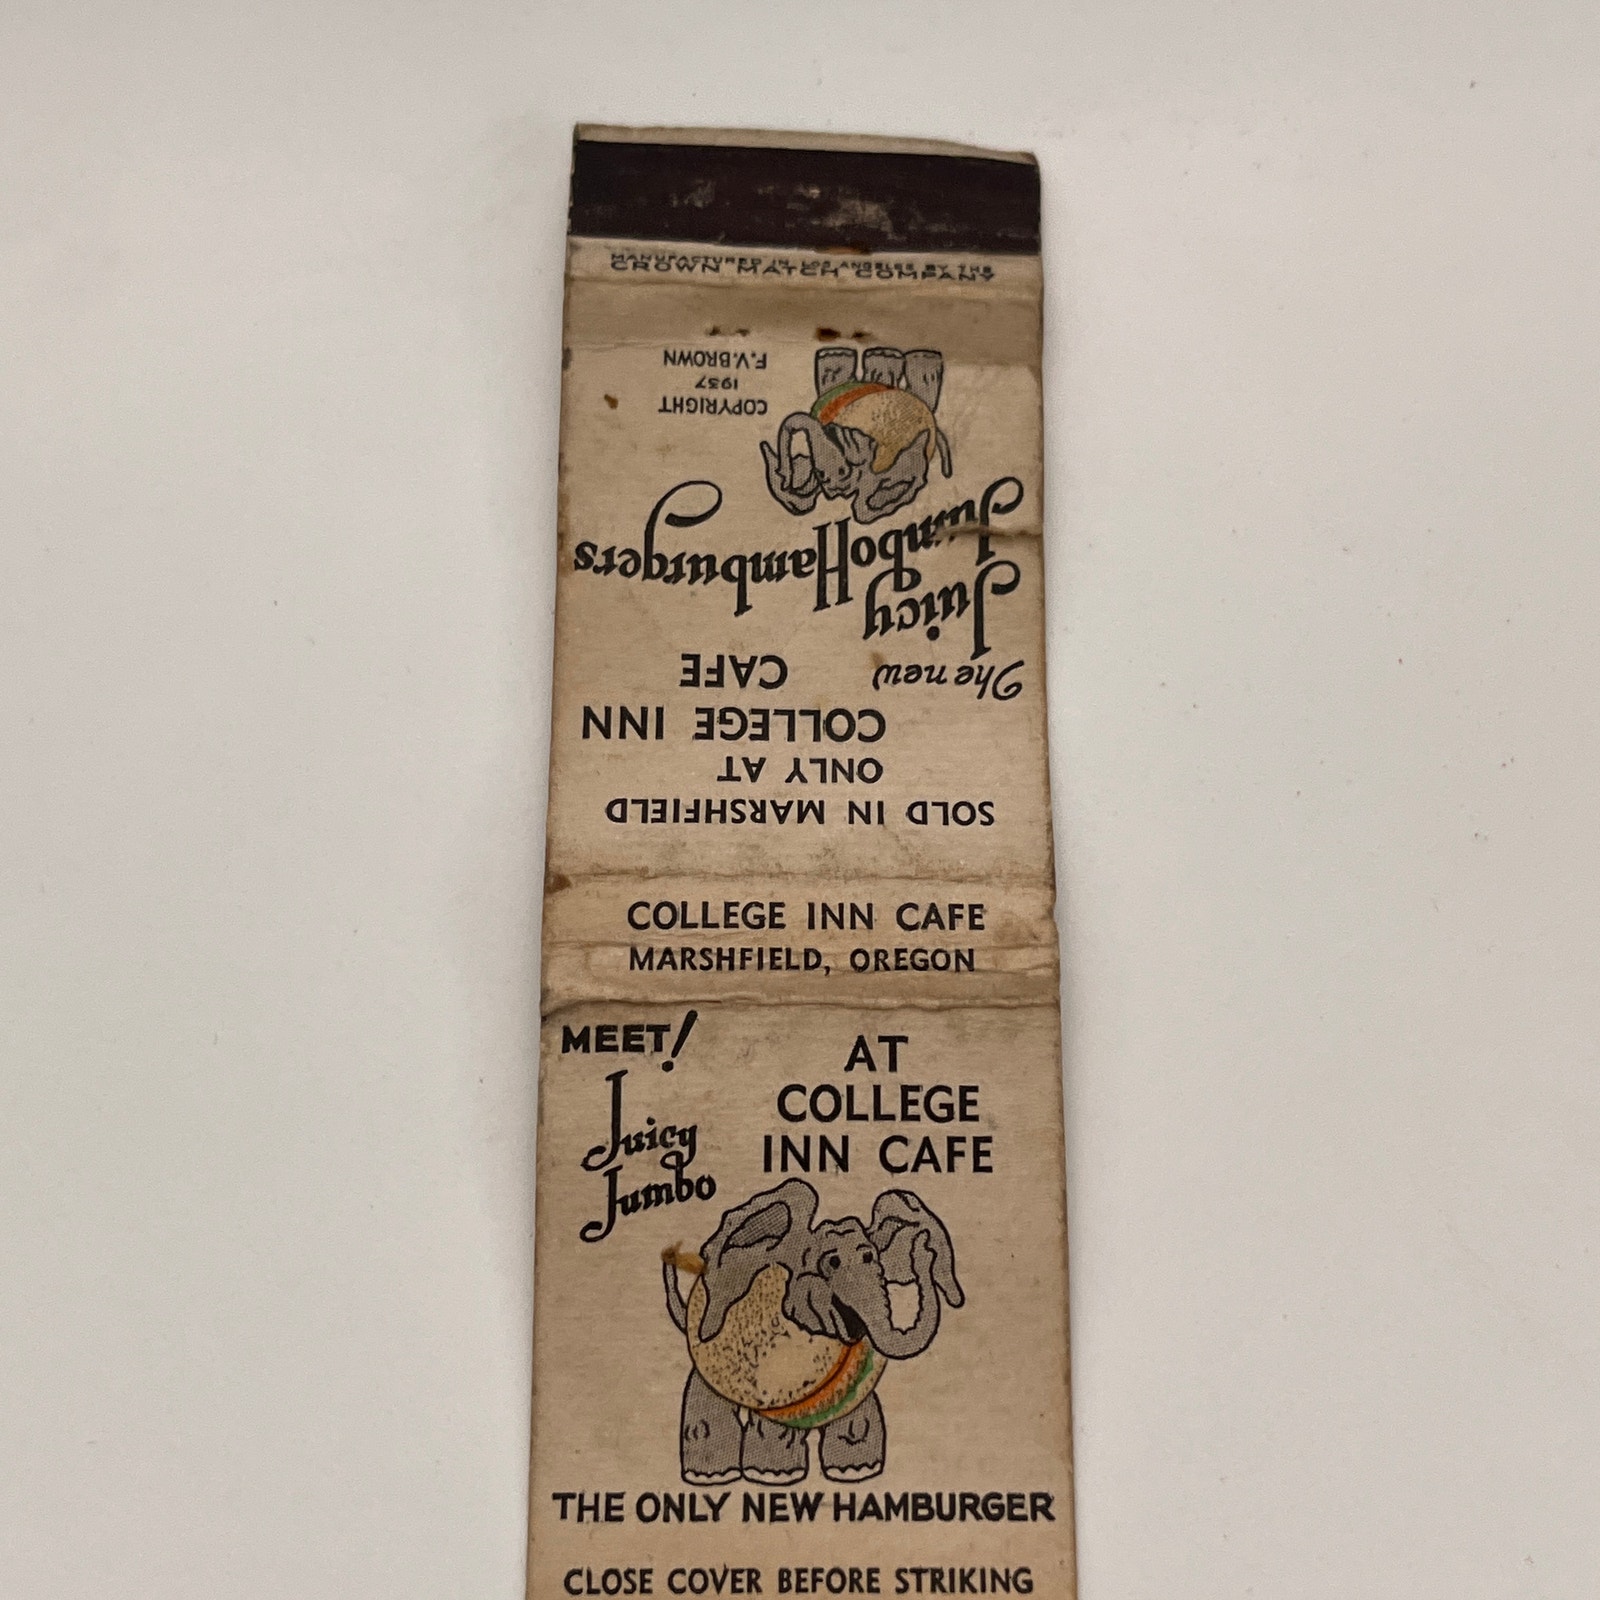 MANUFACTURED IN LOS ANGELES BY THE
CROWN MATCH COMPANY
SOLD IN MARSHFIELD
ONLY AT
COLLEGE INN
CAFE
The new
Juicy
Jumbo Hamburgers
COPYRIGHT
1937
F.V.BROWN
COLLEGE INN CAFE
MARSHFIELD, OREGON
MEET!
Juicy
Jumbo
AT
COLLEGE
INN CAFE
THE ONLY NEW HAMBURGER
CLOSE COVER BEFORE STRIKING